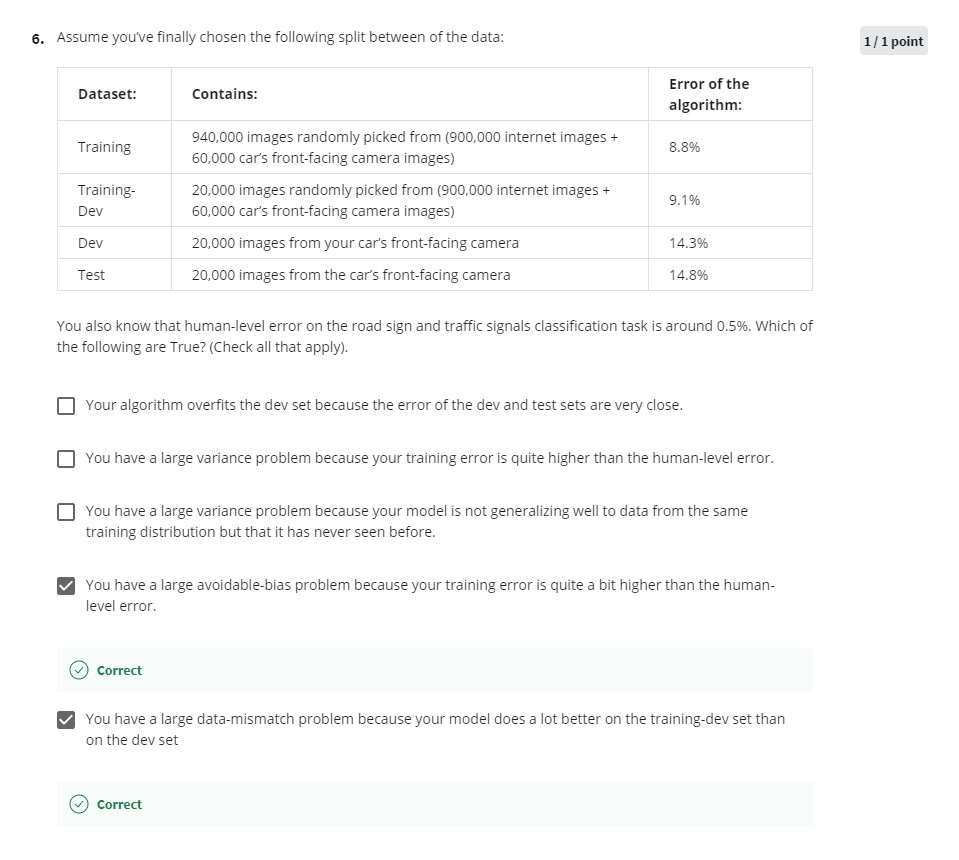 6. Assume you've finally chosen the following split between of the data:
1 / 1 point
Dataset: Contains: Error of the
algorithm:
Training 940,000 images randomly picked from (900,000 internet images +
60,000 car's front-facing camera images) 8.8%
Training-
Dev 20,000 images randomly picked from (900,000 internet images +
60,000 car's front-facing camera images) 9.1%
Dev 20,000 images from your car's front-facing camera 14.3%
Test 20,000 images from the car's front-facing camera 14.8%
You also know that human-level error on the road sign and traffic signals classification task is around 0.5%. Which of
the following are True? (Check all that apply).
Your algorithm overfits the dev set because the error of the dev and test sets are very close.
You have a large variance problem because your training error is quite higher than the human-level error.
You have a large variance problem because your model is not generalizing well to data from the same
training distribution but that it has never seen before.
You have a large avoidable-bias problem because your training error is quite a bit higher than the human-
level error.
Correct
You have a large data-mismatch problem because your model does a lot better on the training-dev set than
on the dev set
Correct